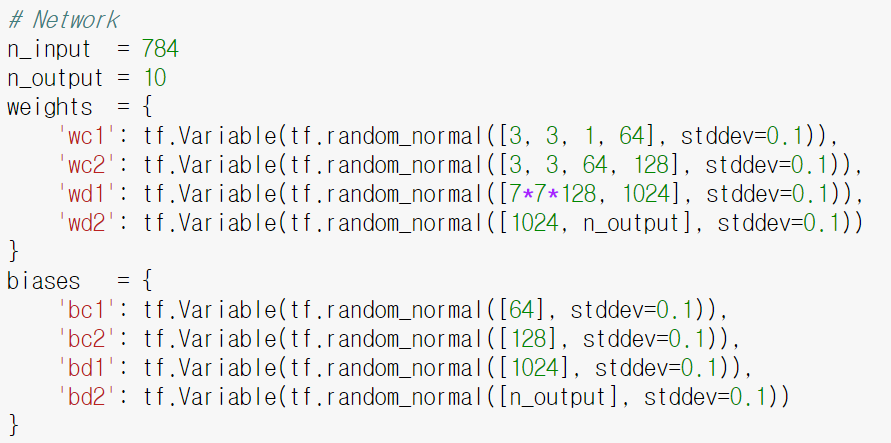 # Network
n_input  = 784
n_output = 10
weights  = {
    'wc1': tf.Variable(tf.random_normal([3, 3, 1, 64], stddev=0.1)),
    'wc2': tf.Variable(tf.random_normal([3, 3, 64, 128], stddev=0.1)),
    'wd1': tf.Variable(tf.random_normal([7*7*128, 1024], stddev=0.1)),
    'wd2': tf.Variable(tf.random_normal([1024, n_output], stddev=0.1))
}
biases   = {
    'bc1': tf.Variable(tf.random_normal([64], stddev=0.1)),
    'bc2': tf.Variable(tf.random_normal([128], stddev=0.1)),
    'bd1': tf.Variable(tf.random_normal([1024], stddev=0.1)),
    'bd2': tf.Variable(tf.random_normal([n_output], stddev=0.1))
}